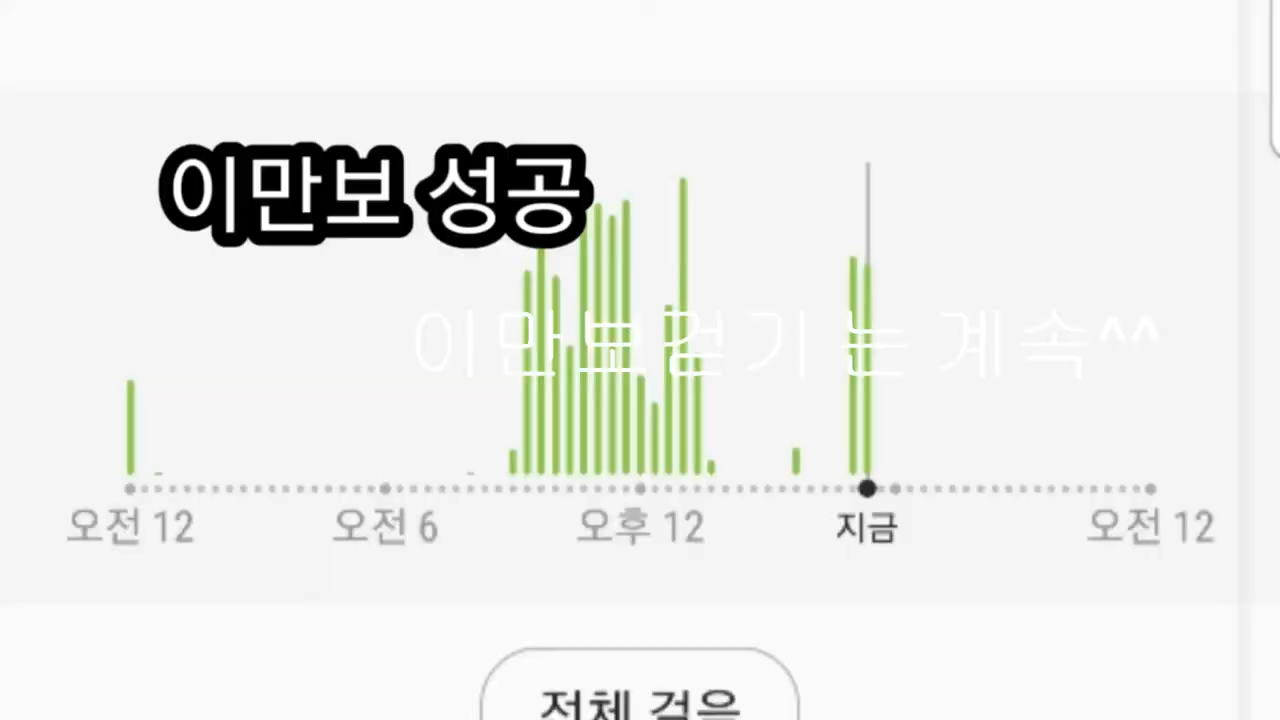 이만보 성공
이만보걷기 는 계속^^
오전 12 오전 6 오후 12 지금 오전 12
전체 걸음